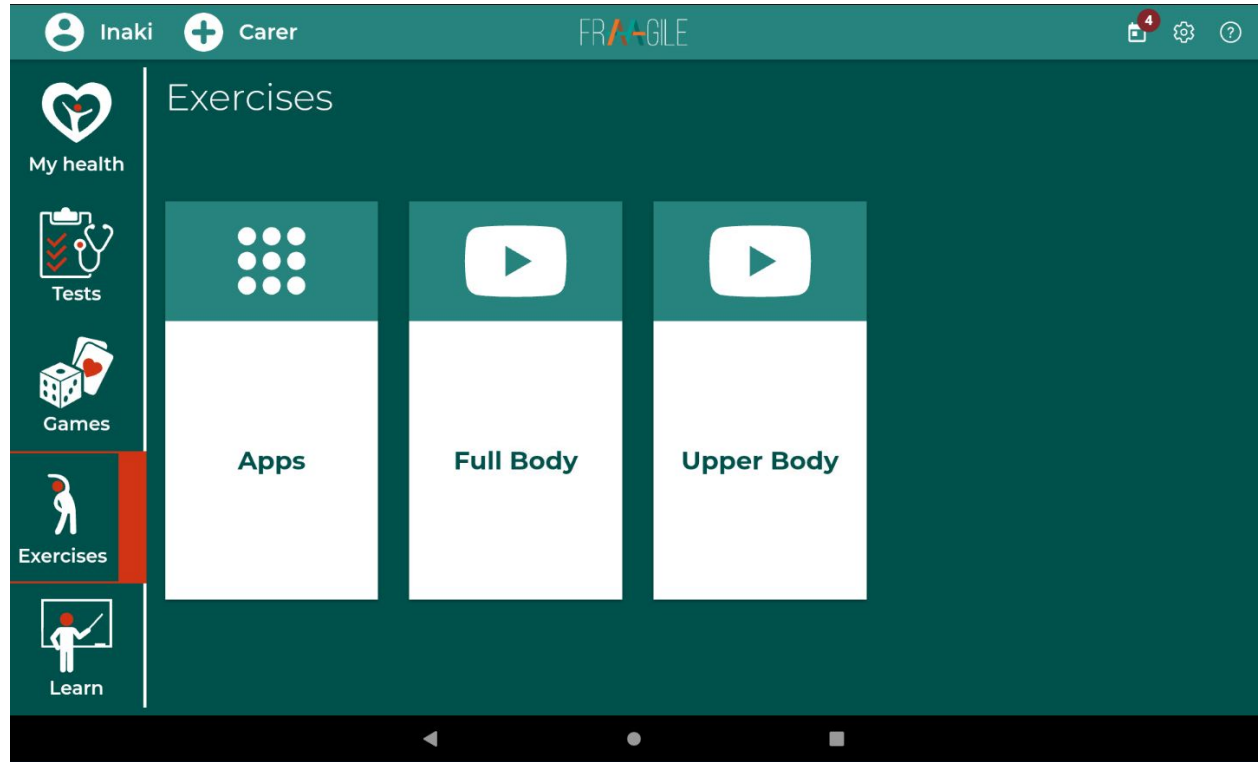 Inaki Carer FRAAGILE 4
My health
Tests
Games
Exercises
Learn
Exercises
Apps
Full Body
Upper Body